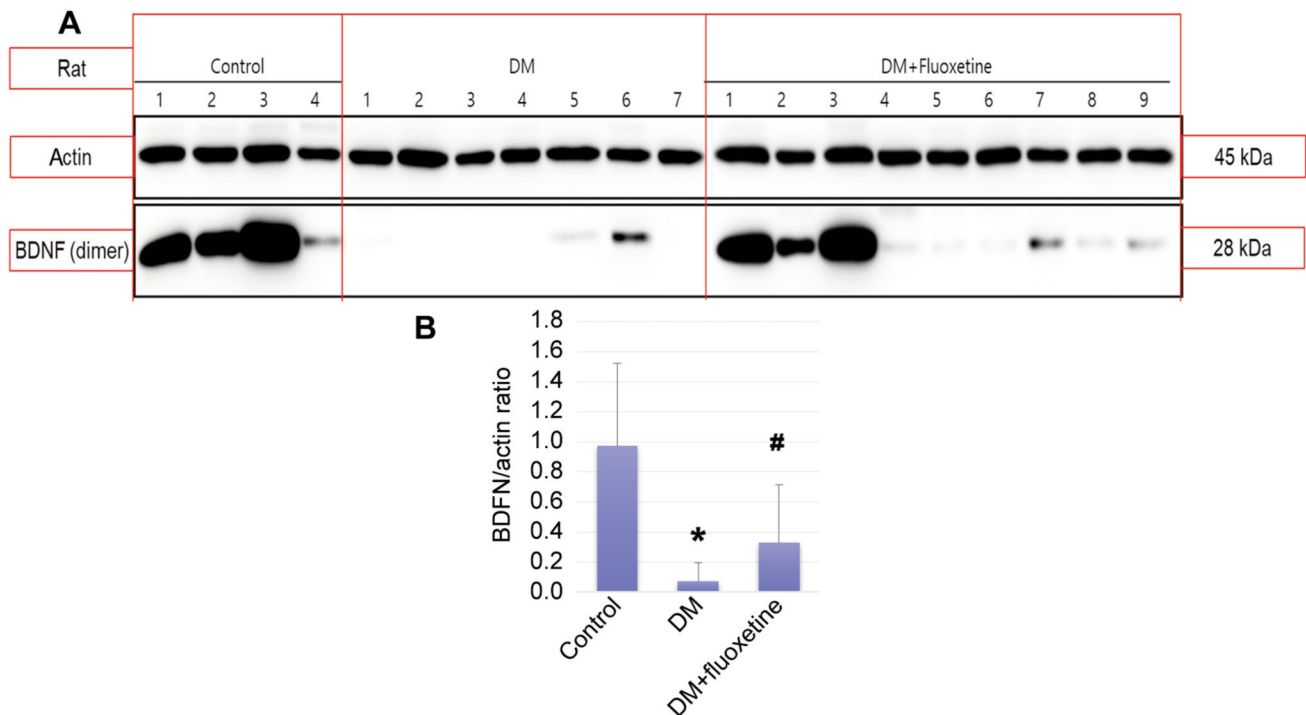 A
Rat
Control
DM
DM+Fluoxetine
1 2 3 4 1 2 3 4 5 6 7 1 2 3 4 5 6 7 8 9
Actin
45 kDa
BDNF (dimer)
28 kDa
B
BDFN/actin ratio
1.8
1.6
1.4
1.2
1.0
0.8
0.6
0.4
0.2
0.0
*
#
Control
DM
DM+fluoxetine